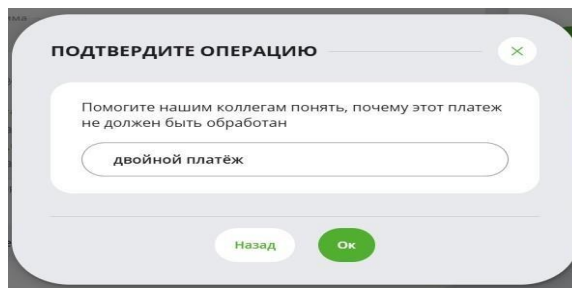 ПОДТВЕРДИТЕ ОПЕРАЦИЮ
Помогите нашим коллегам понять, почему этот платеж
не должен быть обработан
двойной платёж
Назад
Ок